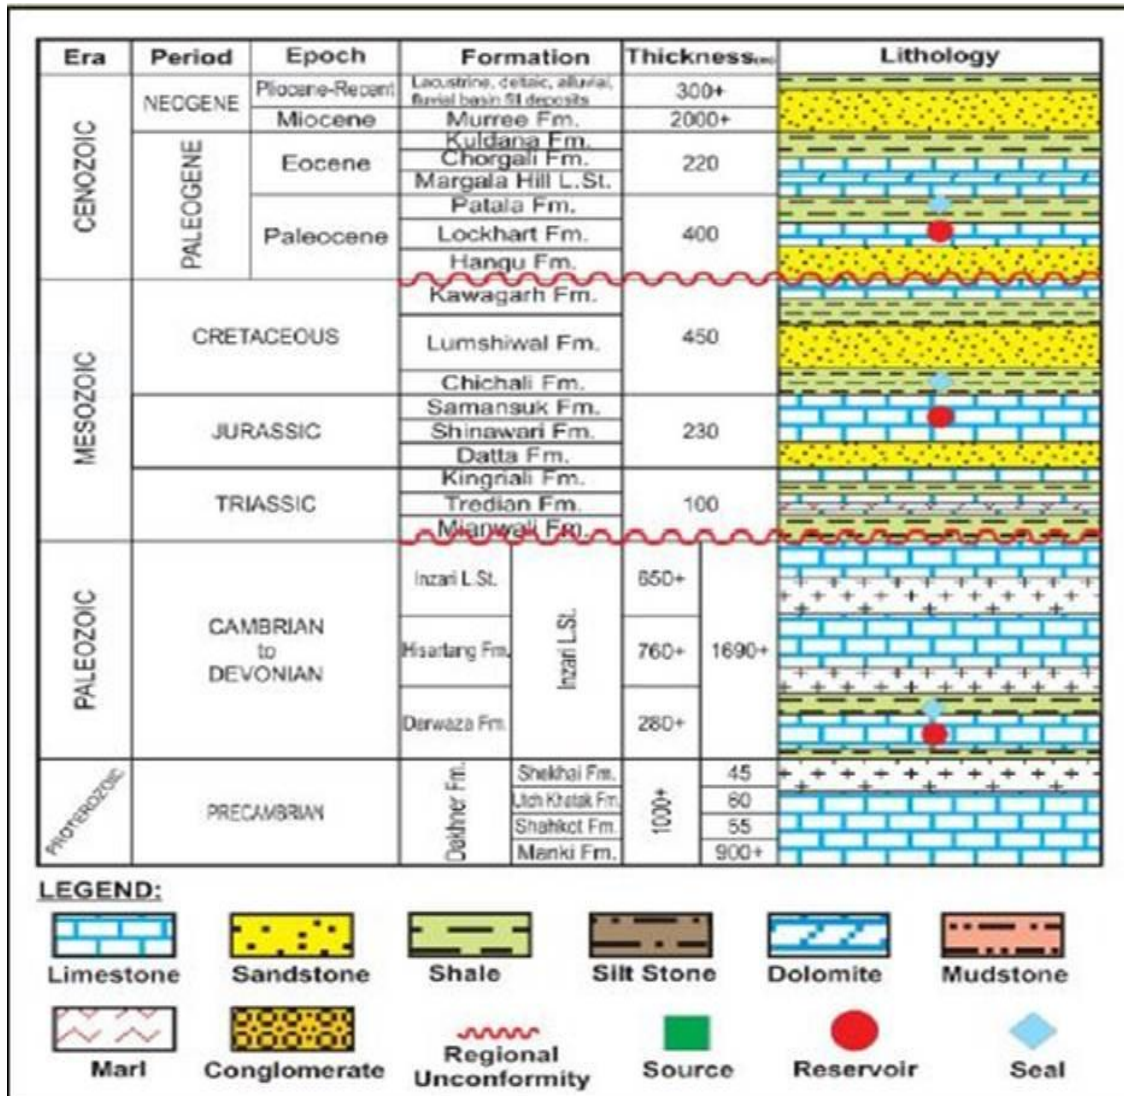 Era Period Epoch Formation Thickness(m) Lithology
CENOZOIC
NEOGENE
Pliocene-Recent
Lacustrine, deltaic, alluvial,
fluvial basin fill deposits
300+
Miocene
Murree Fm.
2000+
PALEOGENE
Eocene
Kuldana Fm.
Chorgali Fm.
Margala Hill L.St.
220
Paleocene
Patala Fm.
Lockhart Fm.
Hangu Fm.
400
MESOZOIC
CRETACEOUS
Kawagarh Fm.
Lumshiwal Fm.
Chichali Fm.
450
JURASSIC
Samansuk Fm.
Shinawari Fm.
Datta Fm.
230
TRIASSIC
Kingriali Fm.
Tredian Fm.
Mianwali Fm.
100
PALEOZOIC
CAMBRIAN
to
DEVONIAN
Inzari L.St.
Hisartang Fm.
Darwaza Fm.
Inzari L.St.
650+
760+
280+
1690+
PROTEROZOIC
PRECAMBRIAN
Dakhner Fm.
Shekhai Fm.
Utch Khatak Fm.
Shahkot Fm.
Manki Fm.
1000+
45
60
55
900+
LEGEND:
Limestone Sandstone Shale Silt Stone Dolomite Mudstone
Marl Conglomerate Regional
Unconformity Source Reservoir Seal